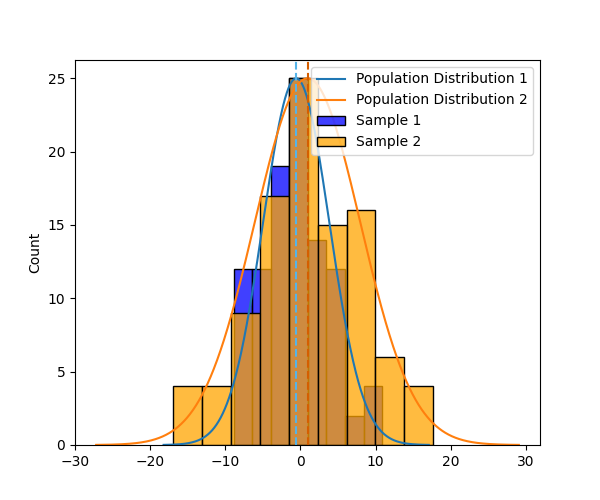 Population Distribution 1
Population Distribution 2
Sample 1
Sample 2
Count
25
20
15
10
5
0
−30 −20 −10 0 10 20 30